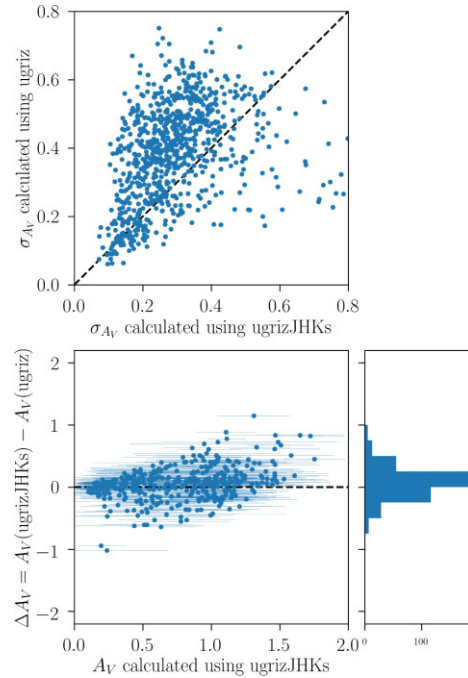 0.8
0.6
0.4
0.2
0.0
σ_{A_V} calculated using ugriz
0.0 0.2 0.4 0.6 0.8
σ_{A_V} calculated using ugrizJHKs
2
1
0
−1
−2
ΔA_V = A_V(ugrizJHKs) − A_V(ugriz)
0.0 0.5 1.0 1.5 2.0
A_V calculated using ugrizJHKs
0 100